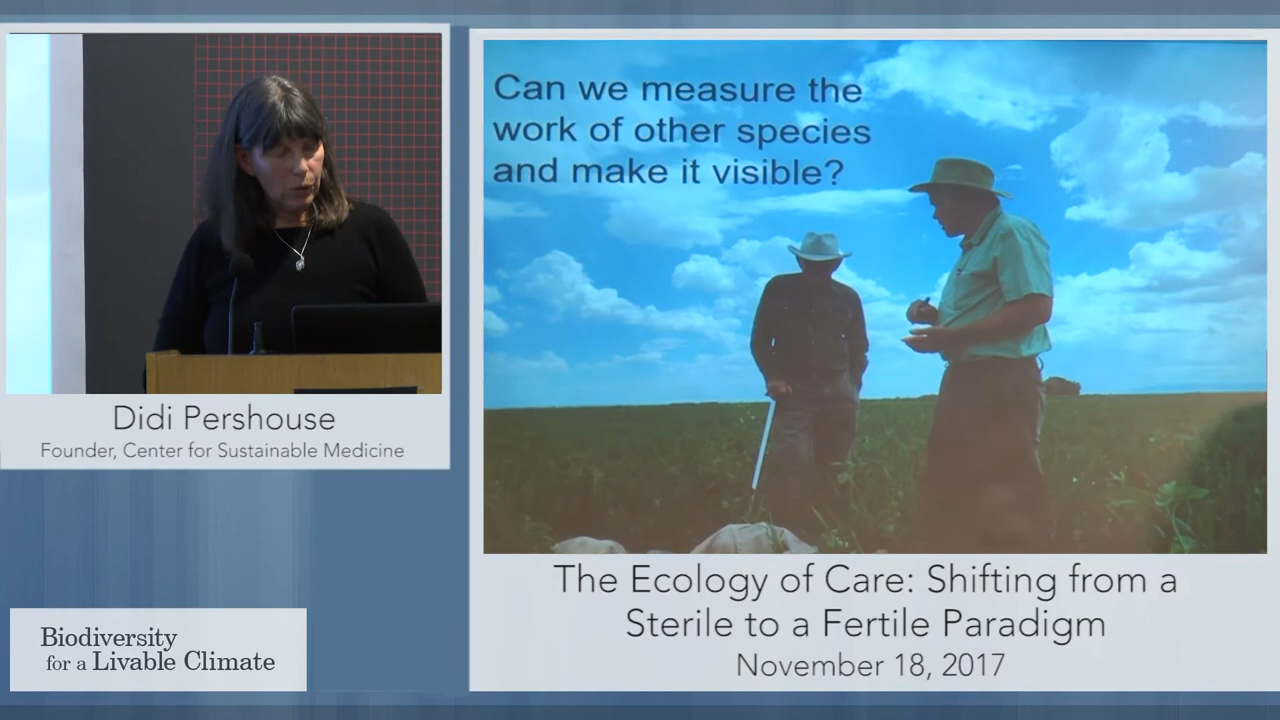 Can we measure the
work of other species
and make it visible?
Didi Pershouse
Founder, Center for Sustainable Medicine
The Ecology of Care: Shifting from a
Sterile to a Fertile Paradigm
November 18, 2017
Biodiversity
for a Livable Climate